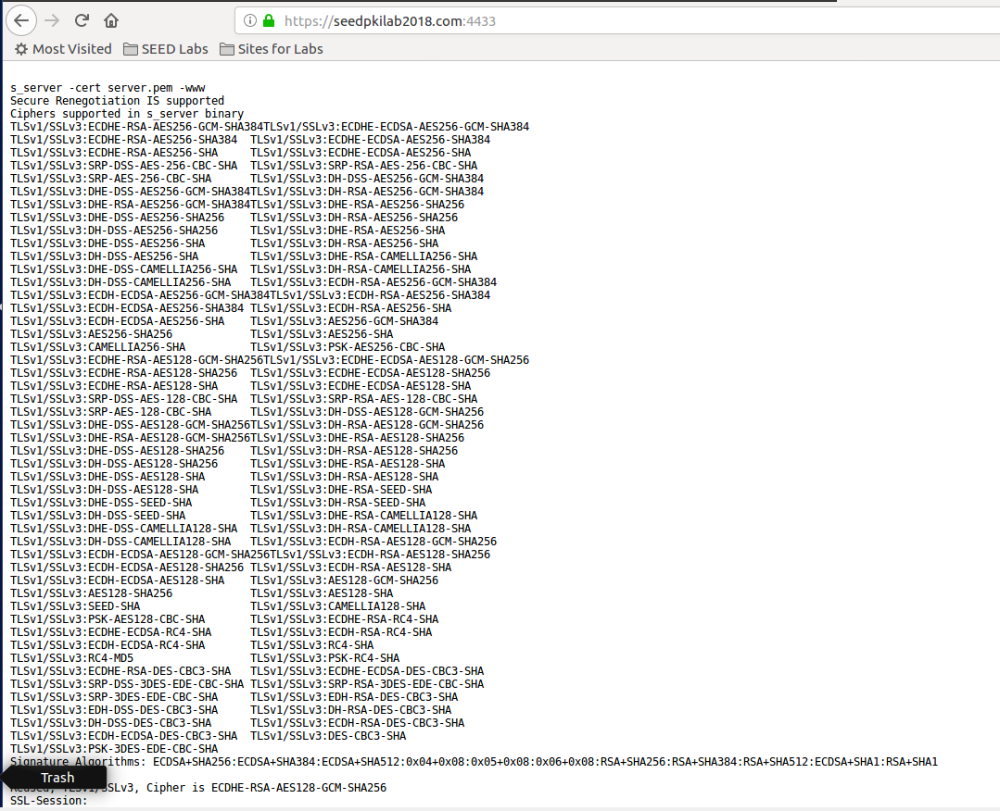 https://seedpkilab2018.com:4433
Most Visited SEED Labs Sites for Labs
s_server -cert server.pem -www
Secure Renegotiation IS supported
Ciphers supported in s_server binary
TLSv1/SSLv3:ECDHE-RSA-AES256-GCM-SHA384TLSv1/SSLv3:ECDHE-ECDSA-AES256-GCM-SHA384
TLSv1/SSLv3:ECDHE-RSA-AES256-SHA384 TLSv1/SSLv3:ECDHE-ECDSA-AES256-SHA384
TLSv1/SSLv3:ECDHE-RSA-AES256-SHA TLSv1/SSLv3:ECDHE-ECDSA-AES256-SHA
TLSv1/SSLv3:SRP-DSS-AES-256-CBC-SHA TLSv1/SSLv3:SRP-RSA-AES-256-CBC-SHA
TLSv1/SSLv3:SRP-AES-256-CBC-SHA TLSv1/SSLv3:DH-DSS-AES256-GCM-SHA384
TLSv1/SSLv3:DHE-DSS-AES256-GCM-SHA384TLSv1/SSLv3:DH-RSA-AES256-GCM-SHA384
TLSv1/SSLv3:DHE-RSA-AES256-GCM-SHA384TLSv1/SSLv3:DHE-RSA-AES256-SHA256
TLSv1/SSLv3:DHE-DSS-AES256-SHA256 TLSv1/SSLv3:DH-RSA-AES256-SHA256
TLSv1/SSLv3:DH-DSS-AES256-SHA256 TLSv1/SSLv3:DHE-RSA-AES256-SHA
TLSv1/SSLv3:DHE-DSS-AES256-SHA TLSv1/SSLv3:DH-RSA-AES256-SHA
TLSv1/SSLv3:DH-DSS-AES256-SHA TLSv1/SSLv3:DHE-RSA-CAMELLIA256-SHA
TLSv1/SSLv3:DHE-DSS-CAMELLIA256-SHA TLSv1/SSLv3:DH-RSA-CAMELLIA256-SHA
TLSv1/SSLv3:DH-DSS-CAMELLIA256-SHA TLSv1/SSLv3:ECDH-RSA-AES256-GCM-SHA384
TLSv1/SSLv3:ECDH-ECDSA-AES256-GCM-SHA384TLSv1/SSLv3:ECDH-RSA-AES256-SHA384
TLSv1/SSLv3:ECDH-ECDSA-AES256-SHA384 TLSv1/SSLv3:ECDH-RSA-AES256-SHA
TLSv1/SSLv3:ECDH-ECDSA-AES256-SHA TLSv1/SSLv3:AES256-GCM-SHA384
TLSv1/SSLv3:AES256-SHA256 TLSv1/SSLv3:AES256-SHA
TLSv1/SSLv3:CAMELLIA256-SHA TLSv1/SSLv3:PSK-AES256-CBC-SHA
TLSv1/SSLv3:ECDHE-RSA-AES128-GCM-SHA256TLSv1/SSLv3:ECDHE-ECDSA-AES128-GCM-SHA256
TLSv1/SSLv3:ECDHE-RSA-AES128-SHA256 TLSv1/SSLv3:ECDHE-ECDSA-AES128-SHA256
TLSv1/SSLv3:ECDHE-RSA-AES128-SHA TLSv1/SSLv3:ECDHE-ECDSA-AES128-SHA
TLSv1/SSLv3:SRP-DSS-AES-128-CBC-SHA TLSv1/SSLv3:SRP-RSA-AES-128-CBC-SHA
TLSv1/SSLv3:SRP-AES-128-CBC-SHA TLSv1/SSLv3:DH-DSS-AES128-GCM-SHA256
TLSv1/SSLv3:DHE-DSS-AES128-GCM-SHA256TLSv1/SSLv3:DH-RSA-AES128-GCM-SHA256
TLSv1/SSLv3:DHE-RSA-AES128-GCM-SHA256TLSv1/SSLv3:DHE-RSA-AES128-SHA256
TLSv1/SSLv3:DHE-DSS-AES128-SHA256 TLSv1/SSLv3:DH-RSA-AES128-SHA256
TLSv1/SSLv3:DH-DSS-AES128-SHA256 TLSv1/SSLv3:DHE-RSA-AES128-SHA
TLSv1/SSLv3:DHE-DSS-AES128-SHA TLSv1/SSLv3:DH-RSA-AES128-SHA
TLSv1/SSLv3:DH-DSS-AES128-SHA TLSv1/SSLv3:DHE-RSA-SEED-SHA
TLSv1/SSLv3:DHE-DSS-SEED-SHA TLSv1/SSLv3:DH-RSA-SEED-SHA
TLSv1/SSLv3:DH-DSS-SEED-SHA TLSv1/SSLv3:DHE-RSA-CAMELLIA128-SHA
TLSv1/SSLv3:DHE-DSS-CAMELLIA128-SHA TLSv1/SSLv3:DH-RSA-CAMELLIA128-SHA
TLSv1/SSLv3:DH-DSS-CAMELLIA128-SHA TLSv1/SSLv3:ECDH-RSA-AES128-GCM-SHA256
TLSv1/SSLv3:ECDH-ECDSA-AES128-GCM-SHA256TLSv1/SSLv3:ECDH-RSA-AES128-SHA256
TLSv1/SSLv3:ECDH-ECDSA-AES128-SHA256 TLSv1/SSLv3:ECDH-RSA-AES128-SHA
TLSv1/SSLv3:ECDH-ECDSA-AES128-SHA TLSv1/SSLv3:AES128-GCM-SHA256
TLSv1/SSLv3:AES128-SHA256 TLSv1/SSLv3:AES128-SHA
TLSv1/SSLv3:SEED-SHA TLSv1/SSLv3:CAMELLIA128-SHA
TLSv1/SSLv3:PSK-AES128-CBC-SHA TLSv1/SSLv3:ECDHE-RSA-RC4-SHA
TLSv1/SSLv3:ECDHE-ECDSA-RC4-SHA TLSv1/SSLv3:ECDH-RSA-RC4-SHA
TLSv1/SSLv3:ECDH-ECDSA-RC4-SHA TLSv1/SSLv3:RC4-SHA
TLSv1/SSLv3:RC4-MD5 TLSv1/SSLv3:PSK-RC4-SHA
TLSv1/SSLv3:ECDHE-RSA-DES-CBC3-SHA TLSv1/SSLv3:ECDHE-ECDSA-DES-CBC3-SHA
TLSv1/SSLv3:SRP-DSS-3DES-EDE-CBC-SHA TLSv1/SSLv3:SRP-RSA-3DES-EDE-CBC-SHA
TLSv1/SSLv3:SRP-3DES-EDE-CBC-SHA TLSv1/SSLv3:EDH-RSA-DES-CBC3-SHA
TLSv1/SSLv3:EDH-DSS-DES-CBC3-SHA TLSv1/SSLv3:DH-RSA-DES-CBC3-SHA
TLSv1/SSLv3:DH-DSS-DES-CBC3-SHA TLSv1/SSLv3:ECDH-RSA-DES-CBC3-SHA
TLSv1/SSLv3:ECDH-ECDSA-DES-CBC3-SHA TLSv1/SSLv3:DES-CBC3-SHA
TLSv1/SSLv3:PSK-3DES-EDE-CBC-SHA
Signature Algorithms: ECDSA+SHA256:ECDSA+SHA384:ECDSA+SHA512:0x04+0x08:0x05+0x08:0x06+0x08:RSA+SHA256:RSA+SHA384:RSA+SHA512:ECDSA+SHA1:RSA+SHA1
Trash
Reused, TLSv1/SSLv3, Cipher is ECDHE-RSA-AES128-GCM-SHA256
SSL-Session: